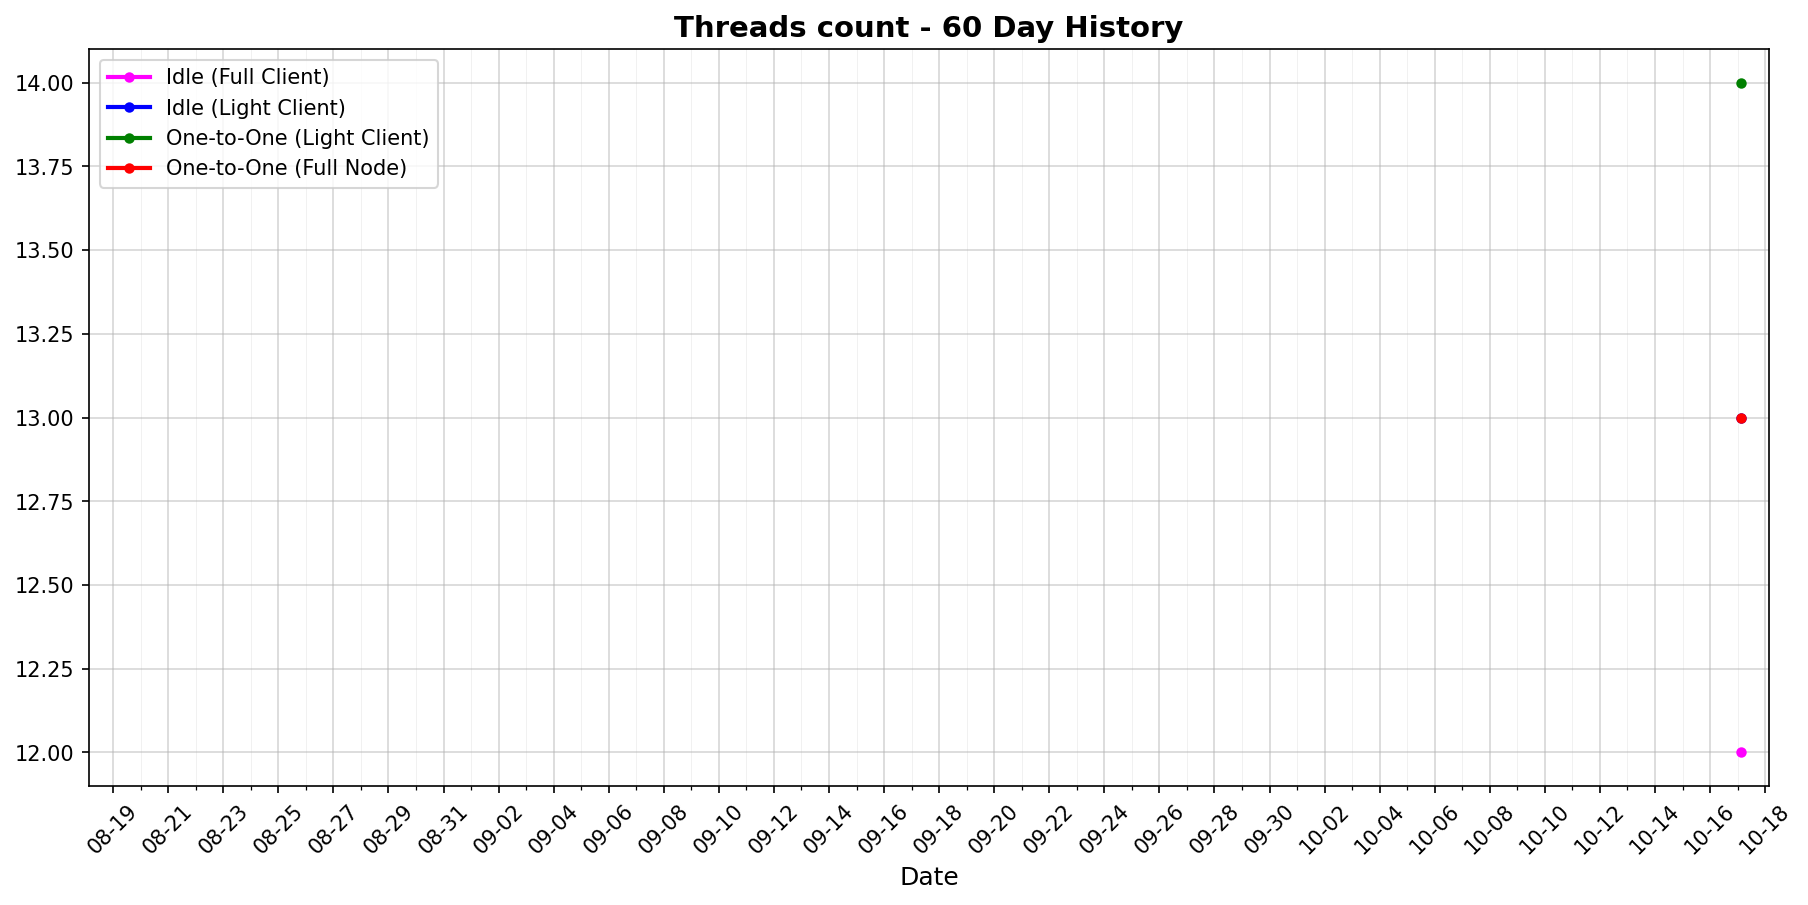 Threads count - 60 Day History
Idle (Full Client)
Idle (Light Client)
One-to-One (Light Client)
One-to-One (Full Node)
14.00
13.75
13.50
13.25
13.00
12.75
12.50
12.25
12.00
08-19 08-21 08-23 08-25 08-27 08-29 08-31 09-02 09-04 09-06 09-08 09-10 09-12 09-14 09-16 09-18 09-20 09-22 09-24 09-26 09-28 09-30 10-02 10-04 10-06 10-08 10-10 10-12 10-14 10-16 10-18
Date